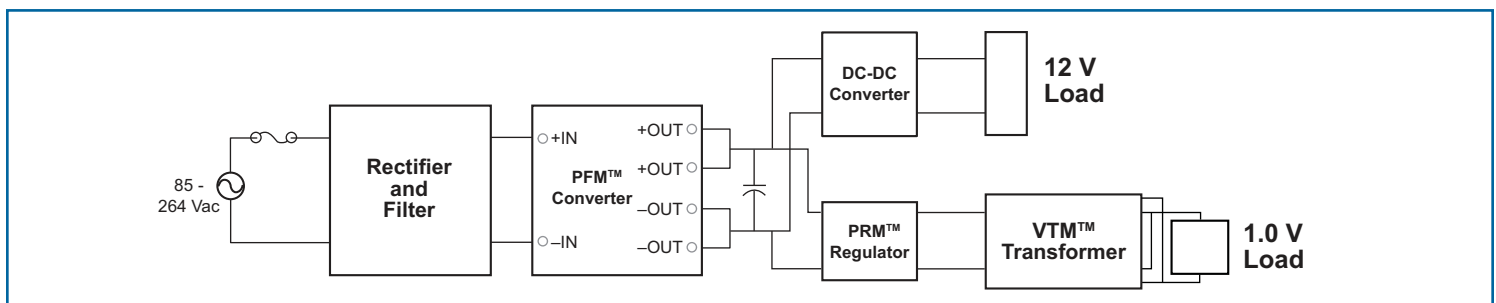 85 -
264 Vac
Rectifier
and
Filter
+IN
–IN
PFM™
Converter
+OUT
+OUT
–OUT
–OUT
DC-DC
Converter
12 V
Load
PRM™
Regulator
VTM™
Transformer
1.0 V
Load